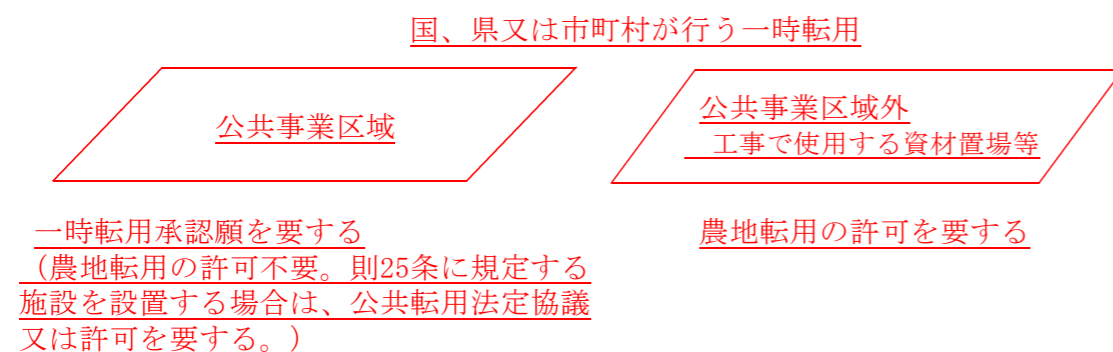 国、県又は市町村が行う一時転用
公共事業区域
公共事業区域外
工事で使用する資材置場等
一時転用承認願を要する
(農地転用の許可不要。則25条に規定する
施設を設置する場合は、公共転用法定協議
又は許可を要する。)
農地転用の許可を要する